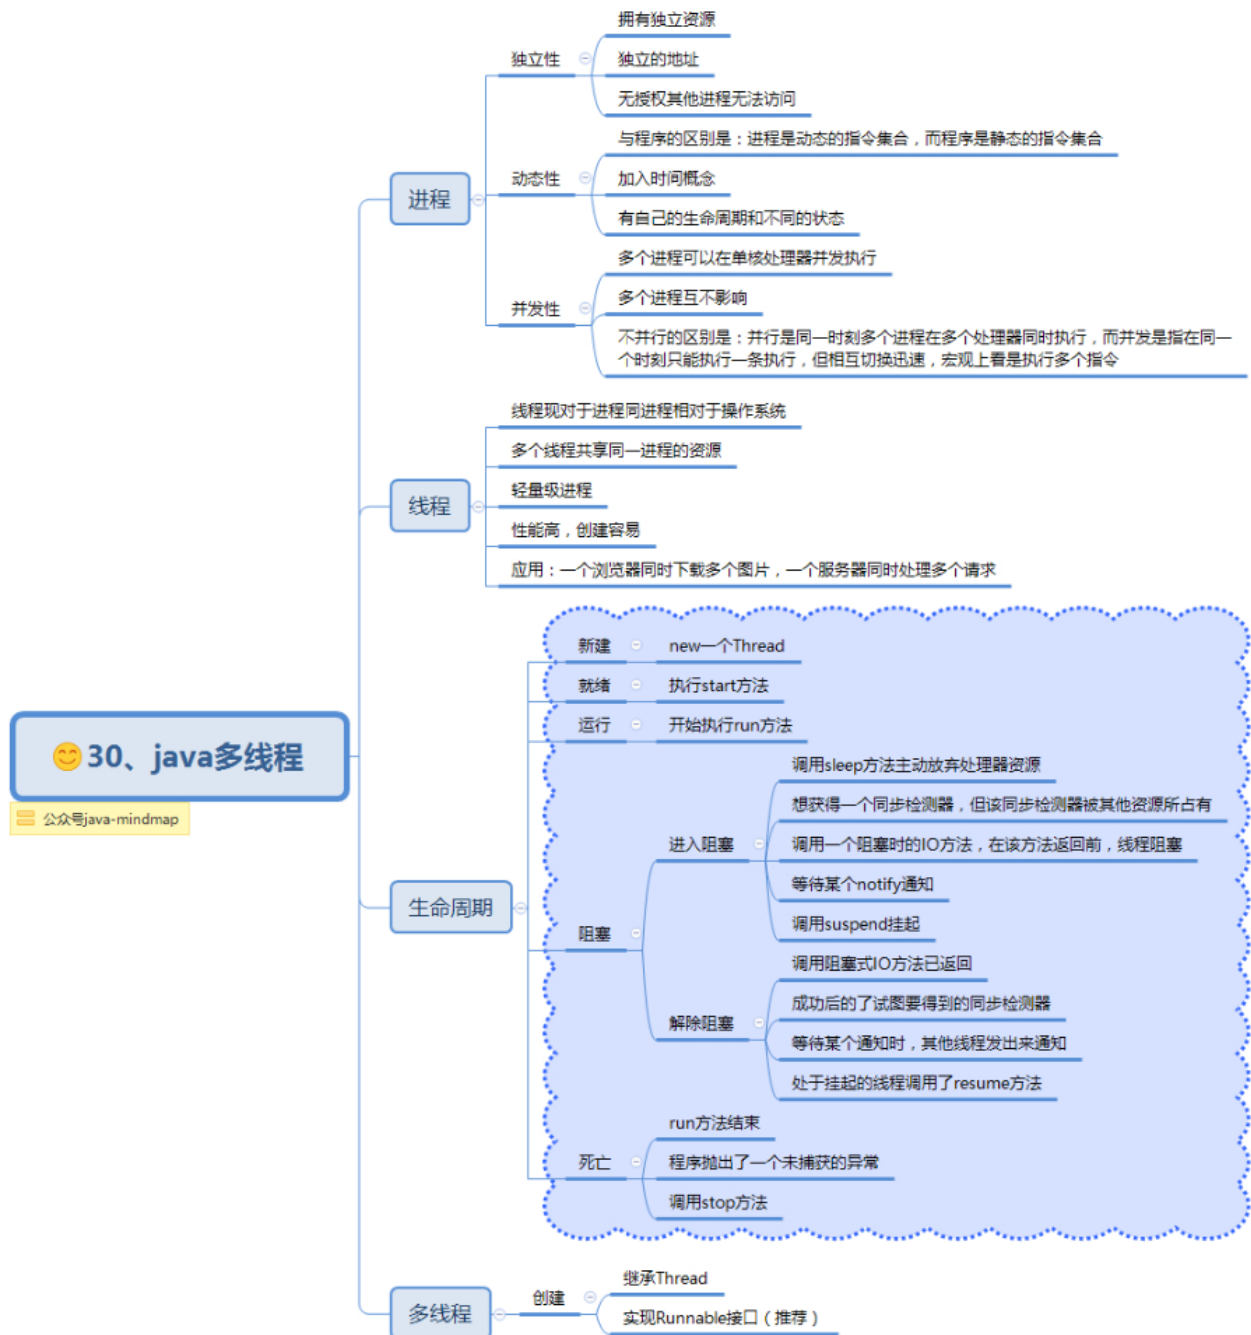 30、java多线程
公众号java-mindmap
进程
独立性
拥有独立资源
独立的地址
无授权其他进程无法访问
动态性
与程序的区别是：进程是动态的指令集合，而程序是静态的指令集合
加入时间概念
有自己的生命周期和不同的状态
并发性
多个进程可以在单核处理器并发执行
多个进程互不影响
不并行的区别是：并行是同一时刻多个进程在多个处理器同时执行，而并发是指在同一
个时刻只能执行一条执行，但相互切换迅速，宏观上看是执行多个指令
线程
线程现对于进程同进程相对于操作系统
多个线程共享同一进程的资源
轻量级进程
性能高，创建容易
应用：一个浏览器同时下载多个图片，一个服务器同时处理多个请求
生命周期
新建
new一个Thread
就绪
执行start方法
运行
开始执行run方法
阻塞
进入阻塞
调用sleep方法主动放弃处理器资源
想获得一个同步检测器，但该同步检测器被其他资源所占有
调用一个阻塞时的IO方法，在该方法返回前，线程阻塞
等待某个notify通知
调用suspend挂起
解除阻塞
调用阻塞式IO方法已返回
成功后的了试图要得到的同步检测器
等待某个通知时，其他线程发出来通知
处于挂起的线程调用了resume方法
死亡
run方法结束
程序抛出了一个未捕获的异常
调用stop方法
多线程
创建
继承Thread
实现Runnable接口（推荐）